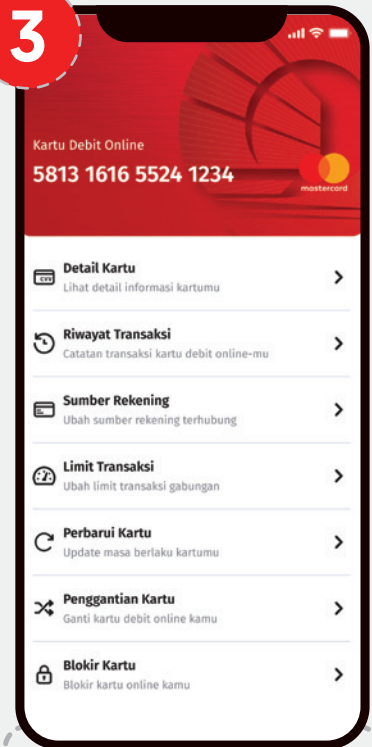 3
Kartu Debit Online
5813 1616 5524 1234
mastercard
CVV
Detail Kartu
Lihat detail informasi kartumu
Riwayat Transaksi
Catatan transaksi kartu debit online-mu
Sumber Rekening
Ubah sumber rekening terhubung
Limit Transaksi
Ubah limit transaksi gabungan
Perbarui Kartu
Update masa berlaku kartumu
Penggantian Kartu
Ganti kartu debit online kamu
Blokir Kartu
Blokir kartu online kamu